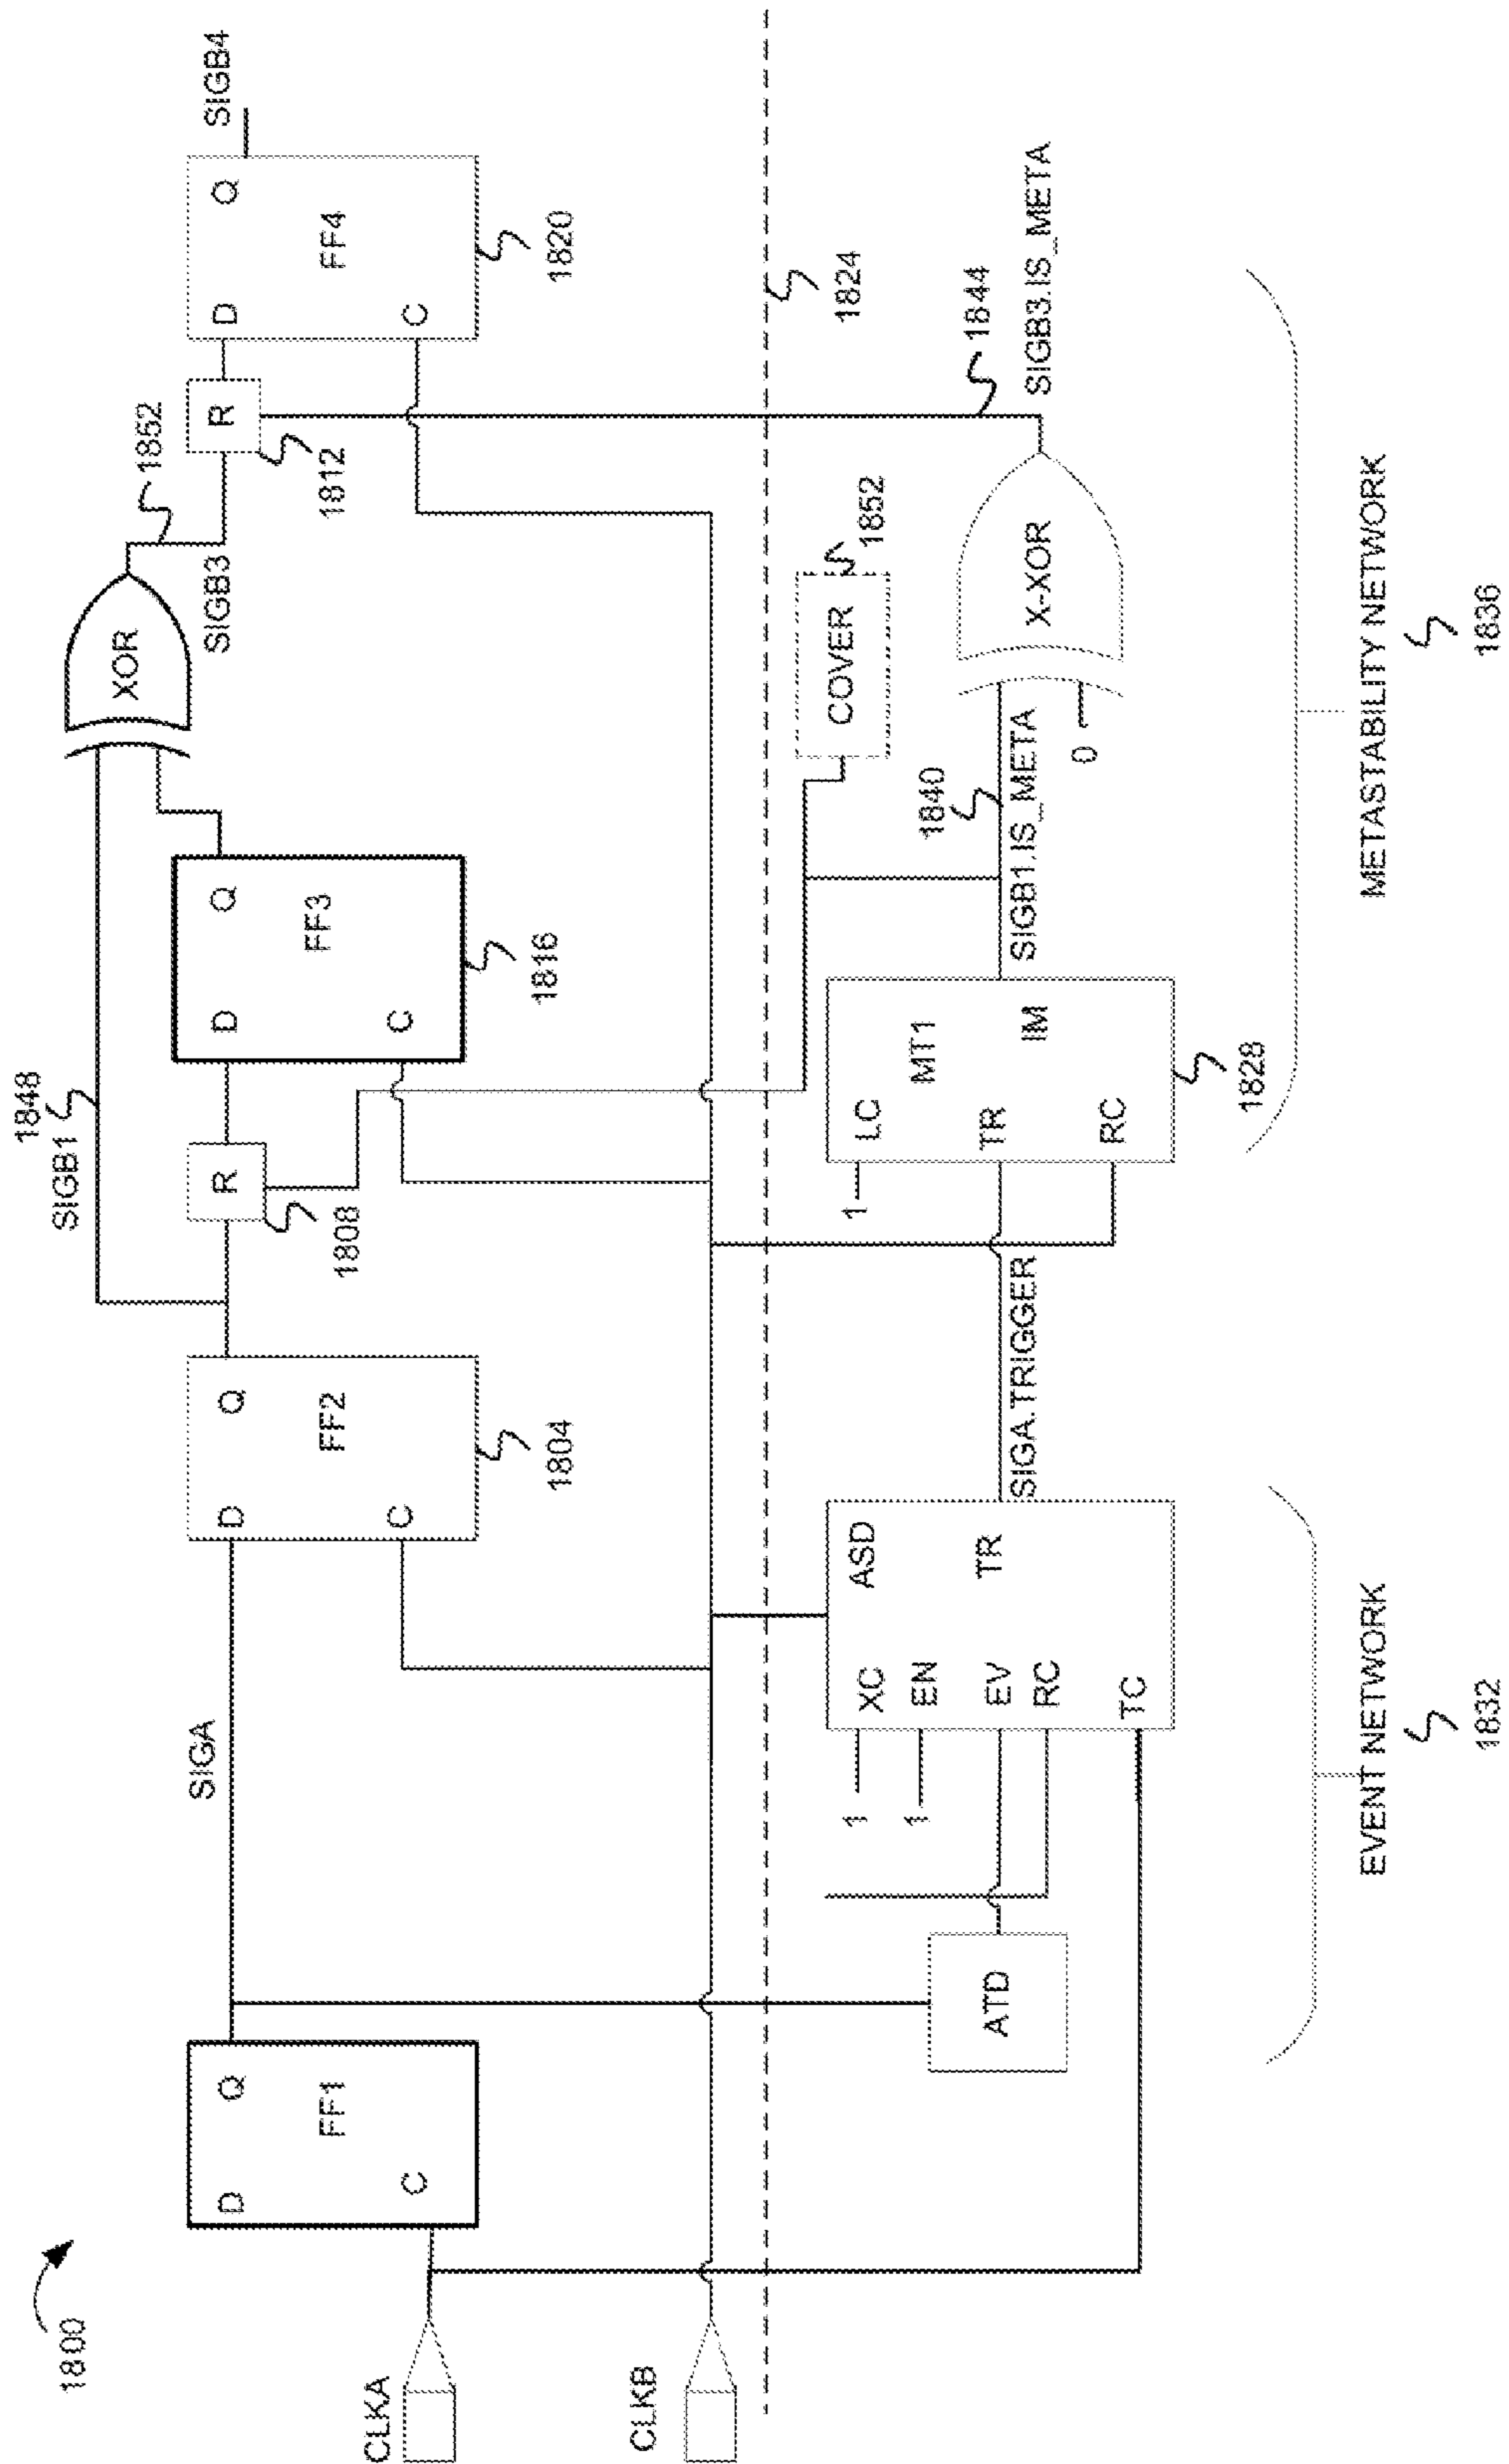 1800
CLKA
CLKB
D
Q
FF1
C
SIGA
D
Q
FF2
C
1804
SIGB1
1848
R
1808
D
Q
FF3
C
1816
XOR
SIGB3
1852
R
1812
D
Q
FF4
C
1820
SIGB4
1824
ATD
1
XC
ASD
1
EN
EV
TR
RC
TC
SIGA.TRIGGER
1
LC
MT1
TR
IM
RC
1828
SIGB1.IS_META
1840
0
COVER
1852
X-XOR
1844
SIGB3.IS_META
EVENT NETWORK
1832
METASTABILITY NETWORK
1836